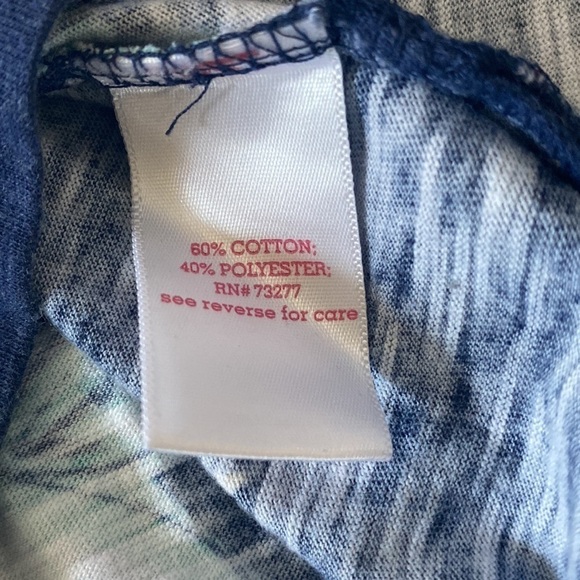 60% COTTON;
40% POLYESTER;
RN# 73277
see reverse for care